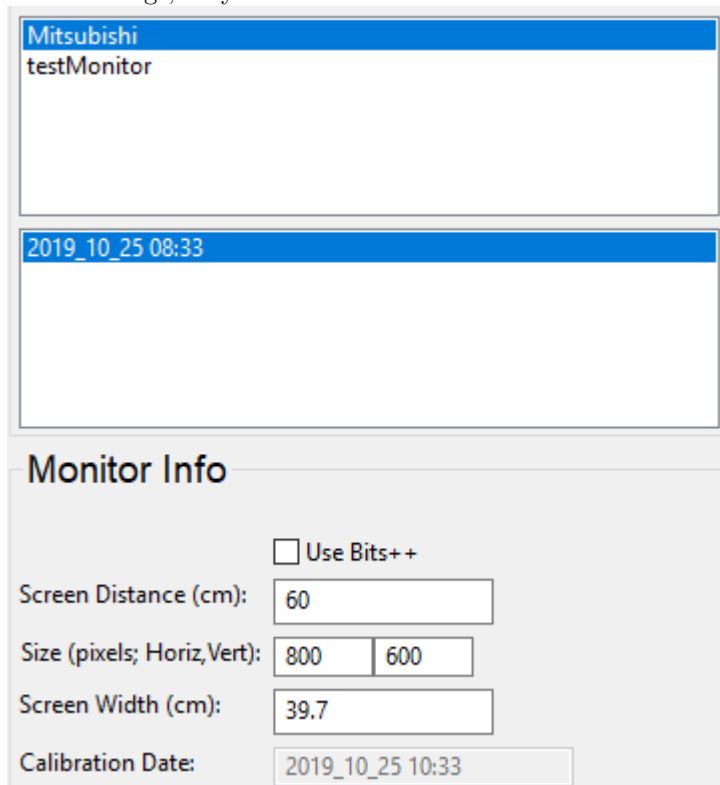 Mitsubishi
testMonitor
2019_10_25 08:33
Monitor Info
Use Bits++
Screen Distance (cm): 60
Size (pixels; Horiz,Vert): 800 600
Screen Width (cm): 39.7
Calibration Date: 2019_10_25 10:33